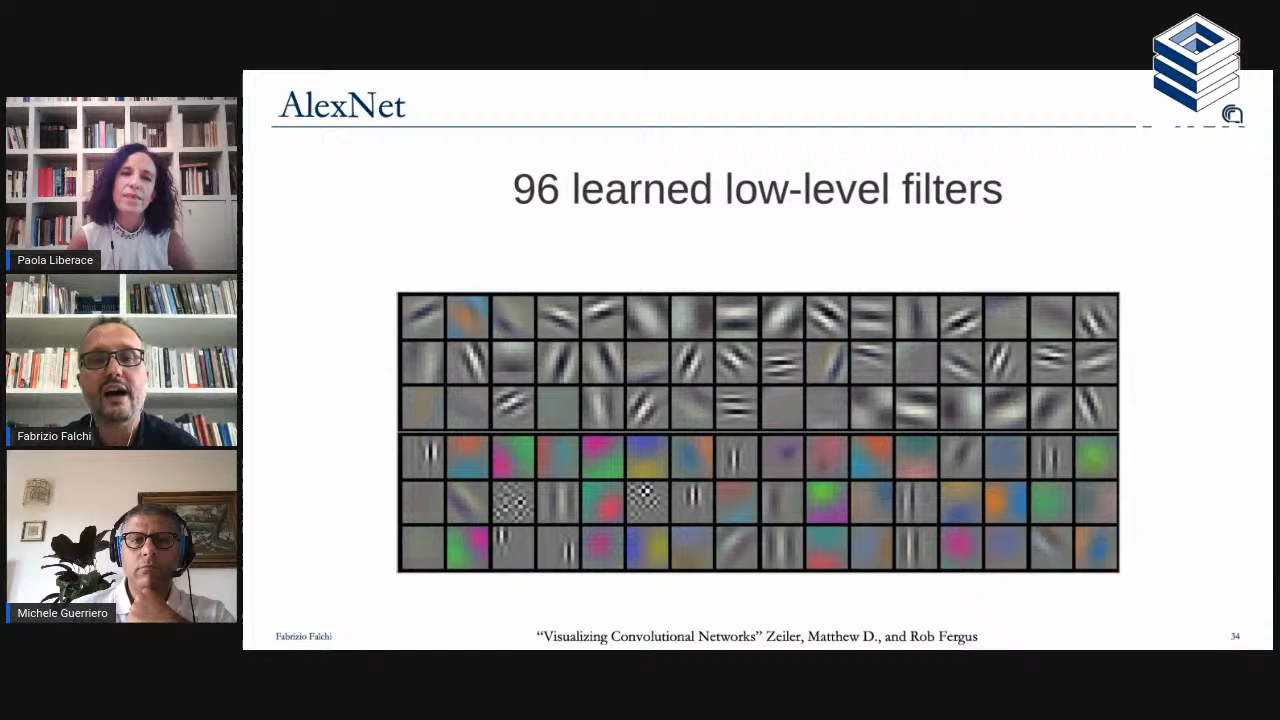 AlexNet
96 learned low-level filters
Paola Liberace
Fabrizio Falchi
Michele Guerriero
Fabrizio Falchi
“Visualizing Convolutional Networks” Zeiler, Matthew D., and Rob Fergus
34